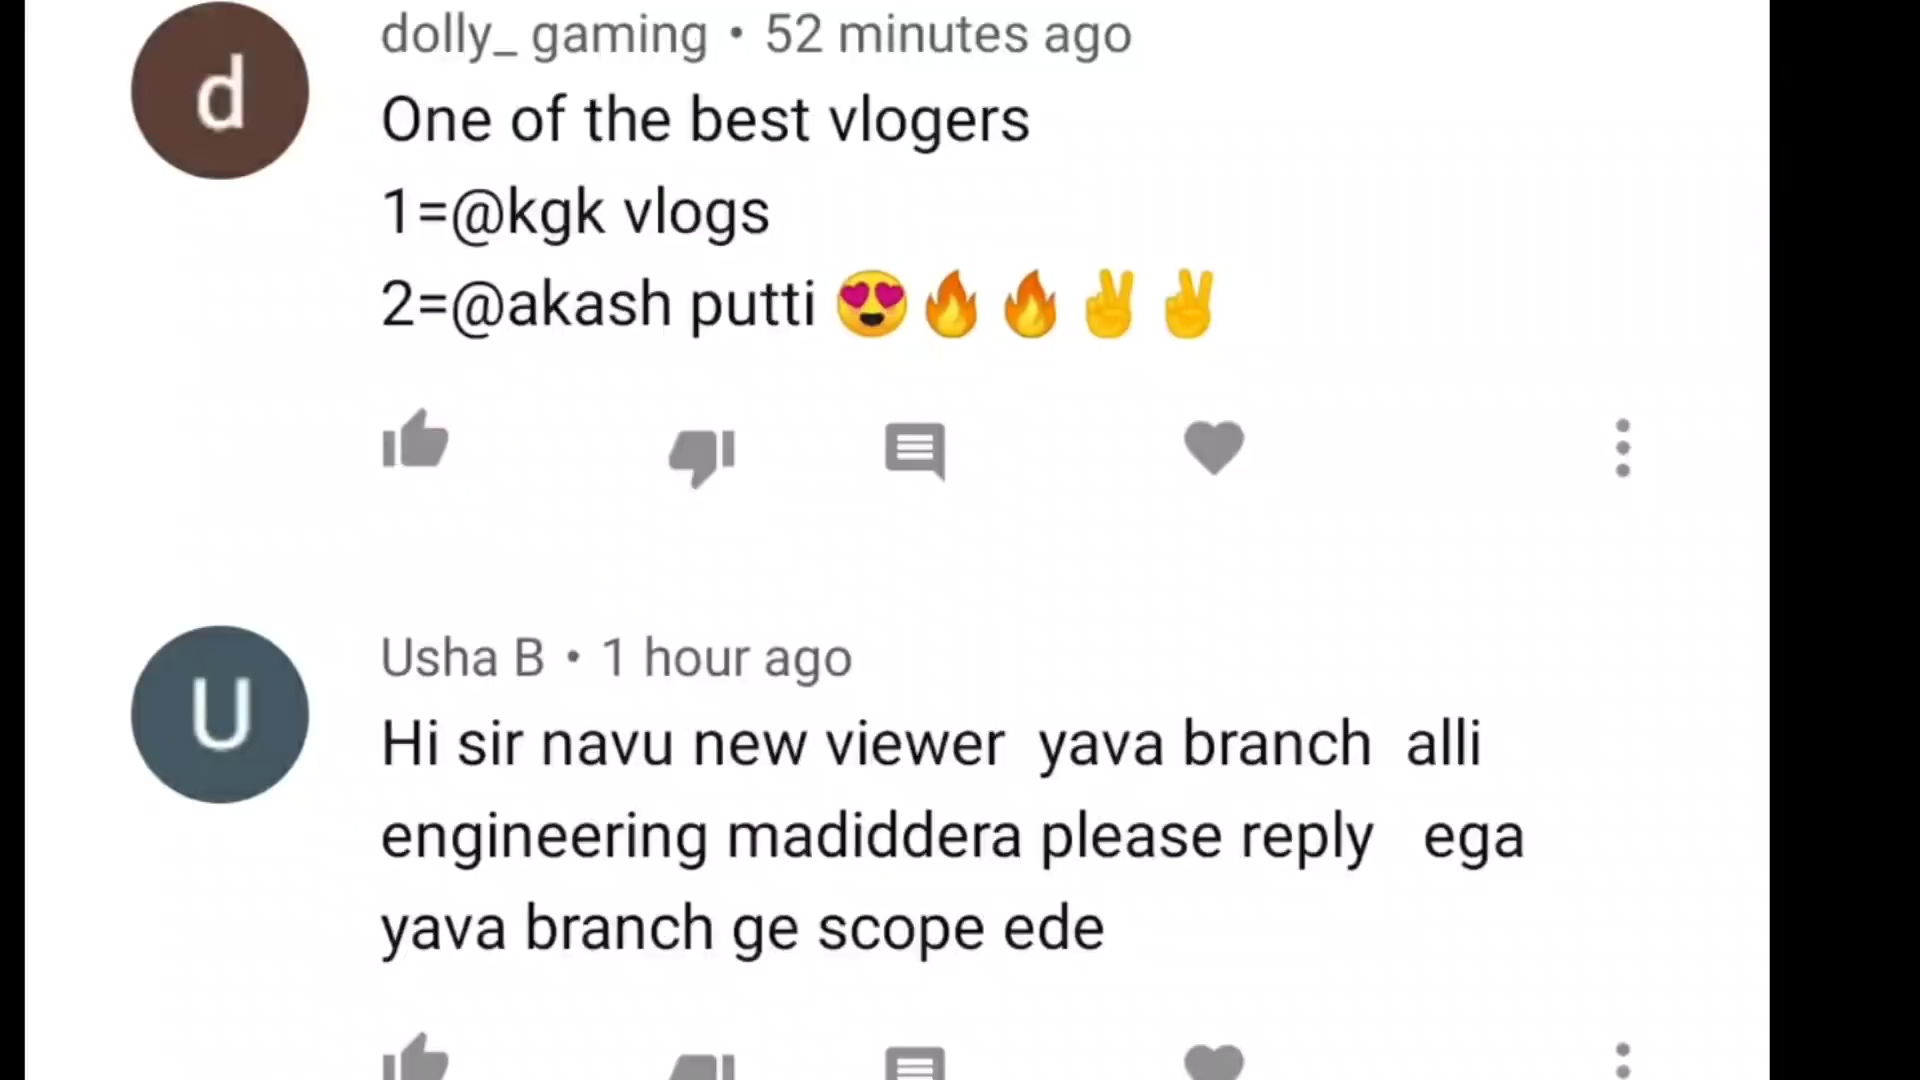 d
dolly_ gaming • 52 minutes ago
One of the best vlogers
1=@kgk vlogs
2=@akash putti 😍🔥🔥✌️✌️
U
Usha B • 1 hour ago
Hi sir navu new viewer  yava branch  alli
engineering madiddera please reply   ega
yava branch ge scope ede